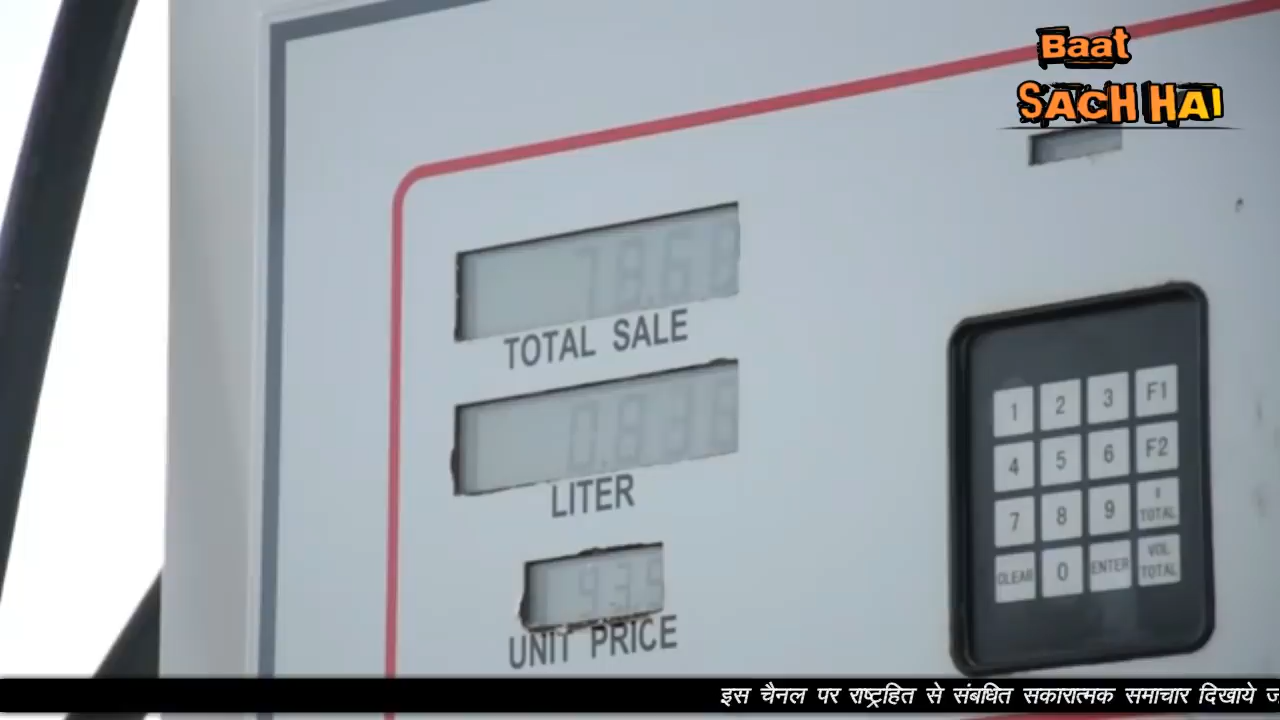 Baat
SACH HAI
TOTAL SALE
LITER
UNIT PRICE
1 2 3 F1
4 5 6 F2
7 8 9 TOTAL
CLEAR 0 ENTER VOL TOTAL
इस चैनल पर राष्ट्रहित से संबधित सकारात्मक समाचार दिखाये